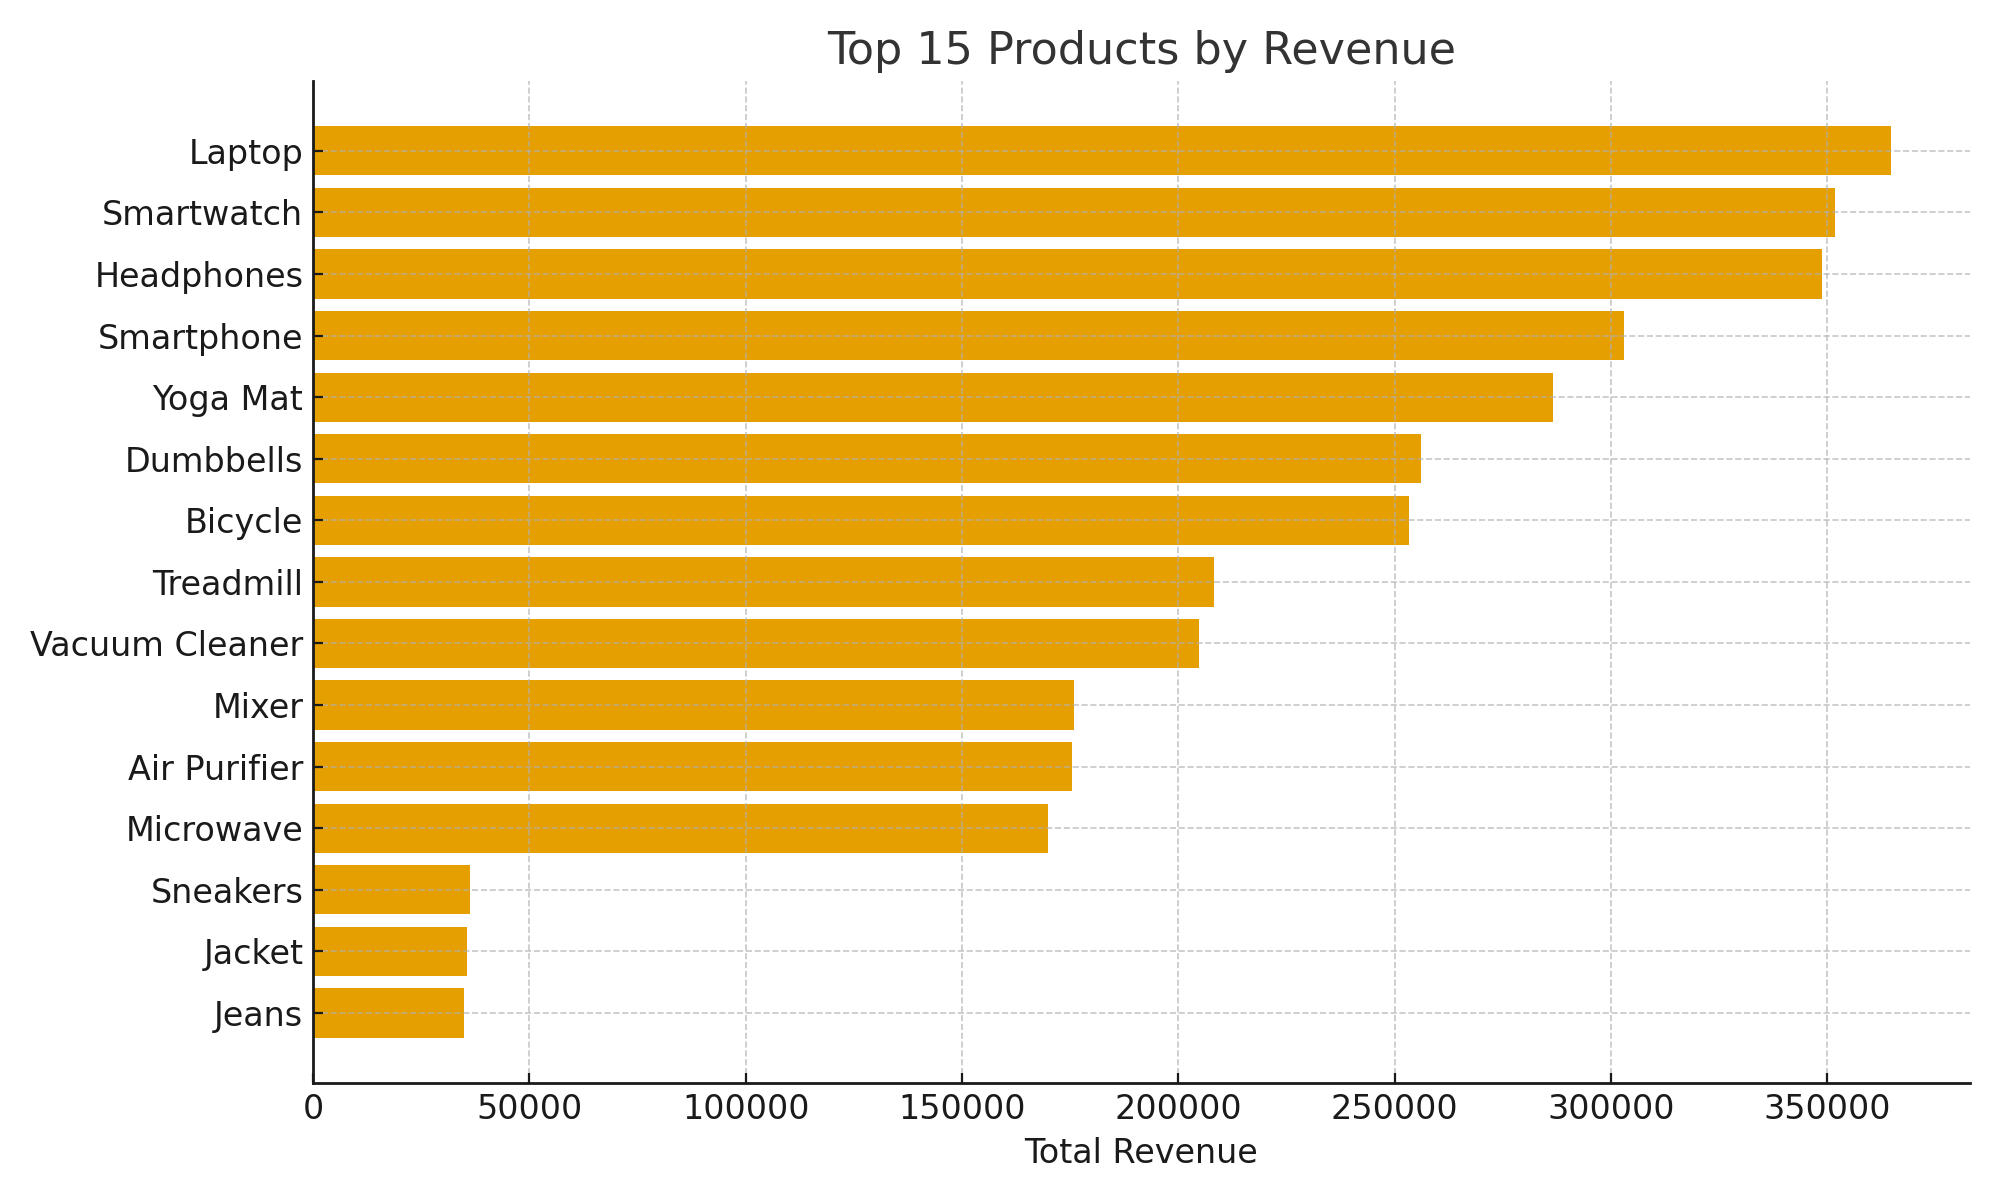 Top 15 Products by Revenue
Laptop
Smartwatch
Headphones
Smartphone
Yoga Mat
Dumbbells
Bicycle
Treadmill
Vacuum Cleaner
Mixer
Air Purifier
Microwave
Sneakers
Jacket
Jeans
0 50000 100000 150000 200000 250000 300000 350000
Total Revenue